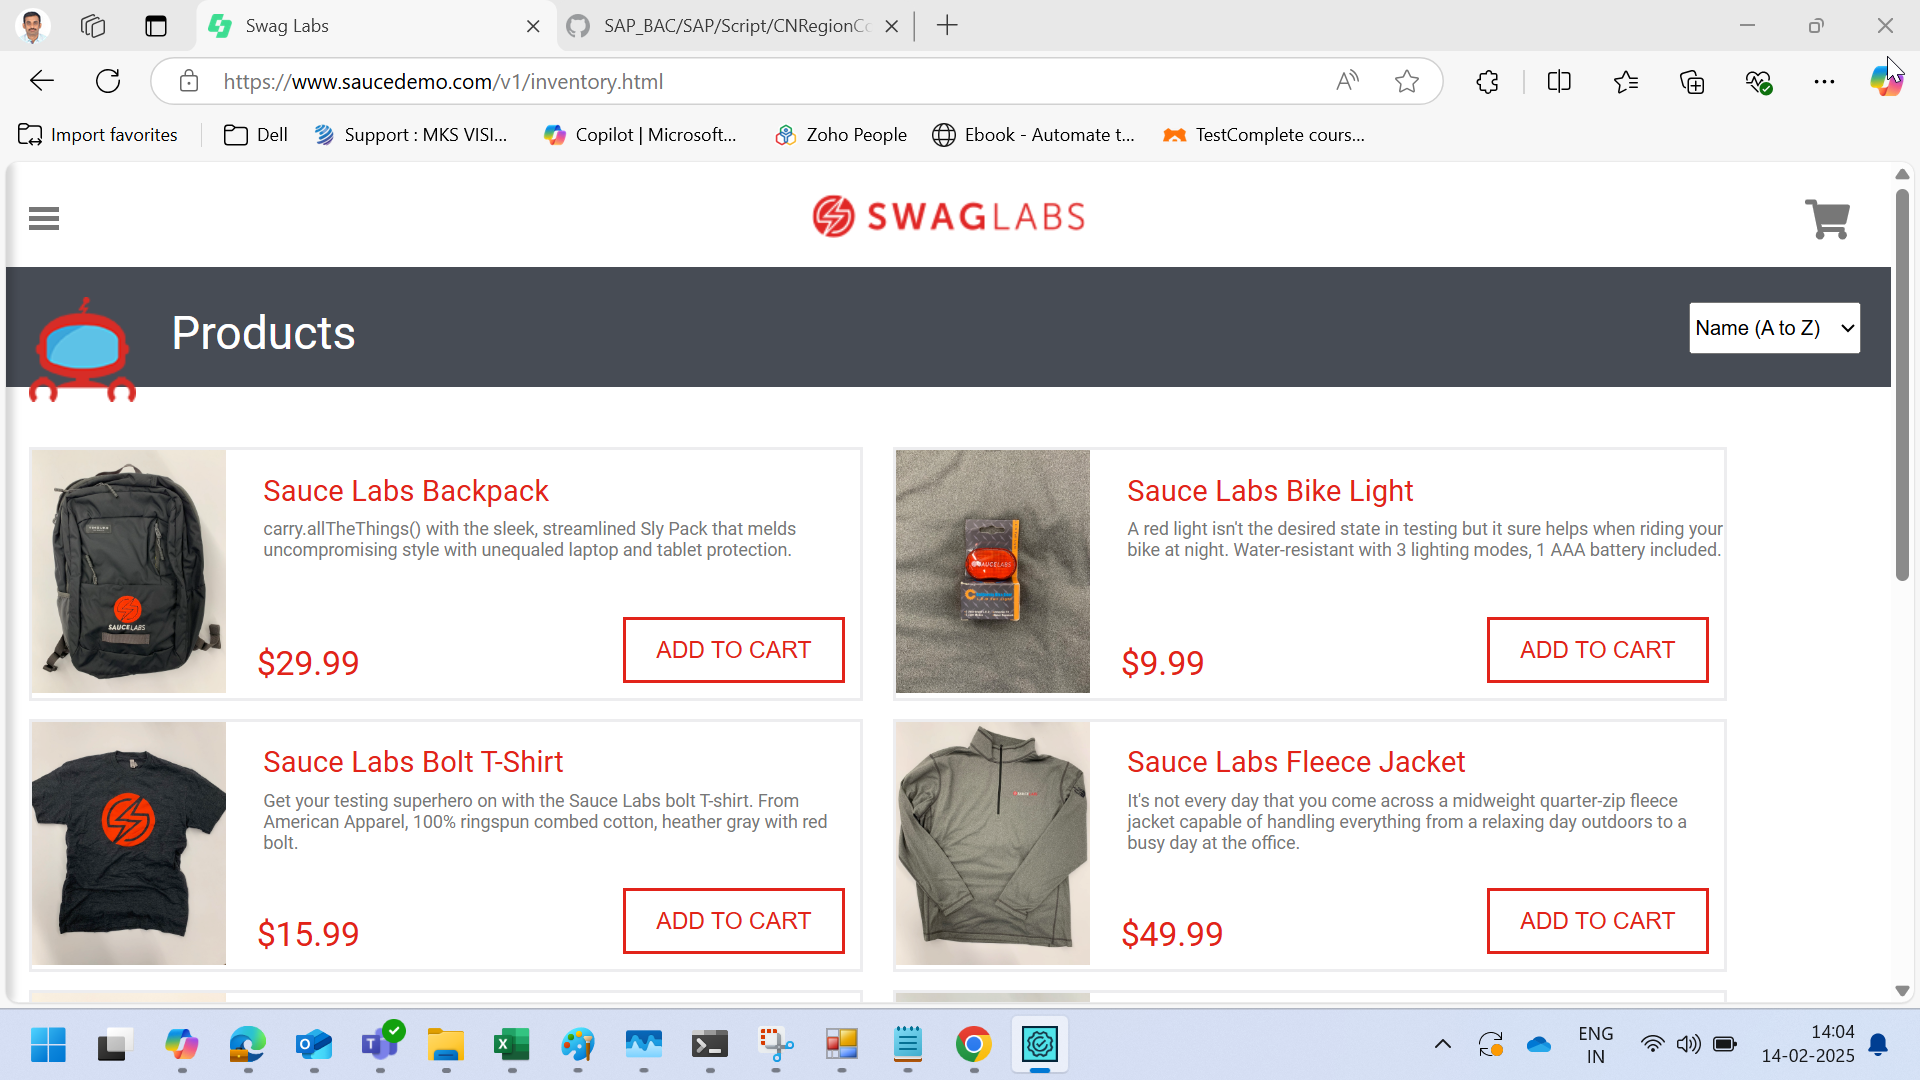 Swag Labs
SAP_BAC/SAP/Script/CNRegionCo
https://www.saucedemo.com/v1/inventory.html
Import favorites
Dell
Support : MKS VISI...
Copilot | Microsoft...
Zoho People
Ebook - Automate t...
TestComplete cours...
SWAGLABS
Products
Name (A to Z)
Sauce Labs Backpack
carry.allTheThings() with the sleek, streamlined Sly Pack that melds
uncompromising style with unequaled laptop and tablet protection.
$29.99
ADD TO CART
Sauce Labs Bike Light
A red light isn't the desired state in testing but it sure helps when riding your
bike at night. Water-resistant with 3 lighting modes, 1 AAA battery included.
$9.99
ADD TO CART
SAUCELABS
SAUCELABS
Sauce Labs Bolt T-Shirt
Get your testing superhero on with the Sauce Labs bolt T-shirt. From
American Apparel, 100% ringspun combed cotton, heather gray with red
bolt.
$15.99
ADD TO CART
Sauce Labs Fleece Jacket
It's not every day that you come across a midweight quarter-zip fleece
jacket capable of handling everything from a relaxing day outdoors to a
busy day at the office.
$49.99
ADD TO CART
ENG
IN
14:04
14-02-2025